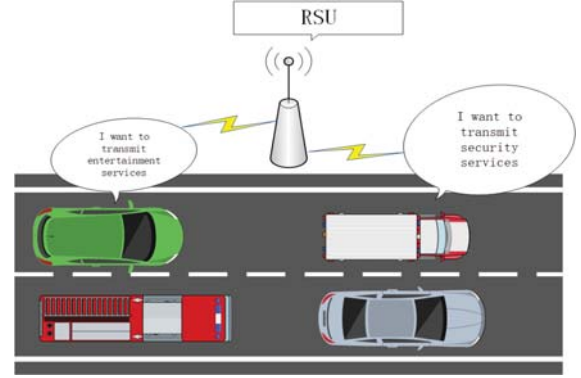 RSU
I want to
transmit
entertainment
services
I want to
transmit
security
services